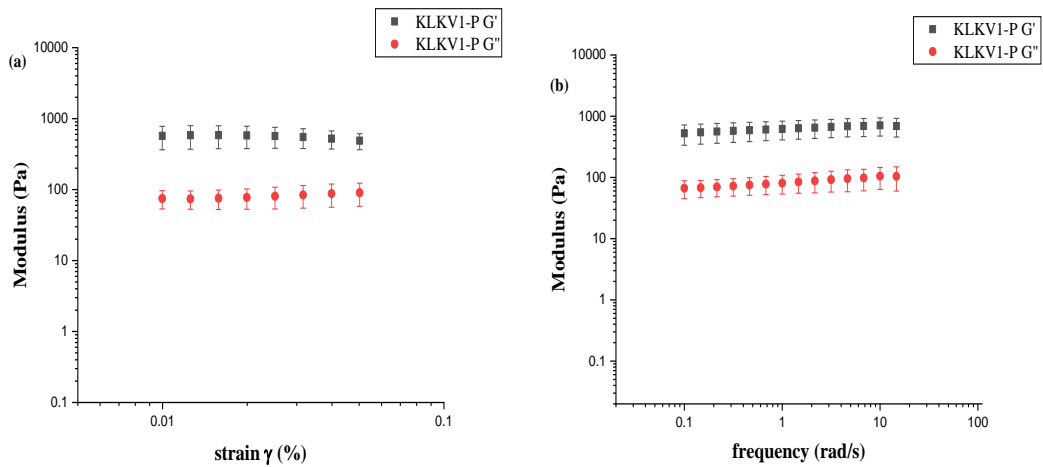 KLKV1-P G'
KLKV1-P G"
(a)
10000
1000
100
10
1
0.1
0.01
0.1
Modulus (Pa)
strain γ (%)
KLKV1-P G'
KLKV1-P G"
(b)
10000
1000
100
10
1
0.1
0.1
1
10
100
Modulus (Pa)
frequency (rad/s)